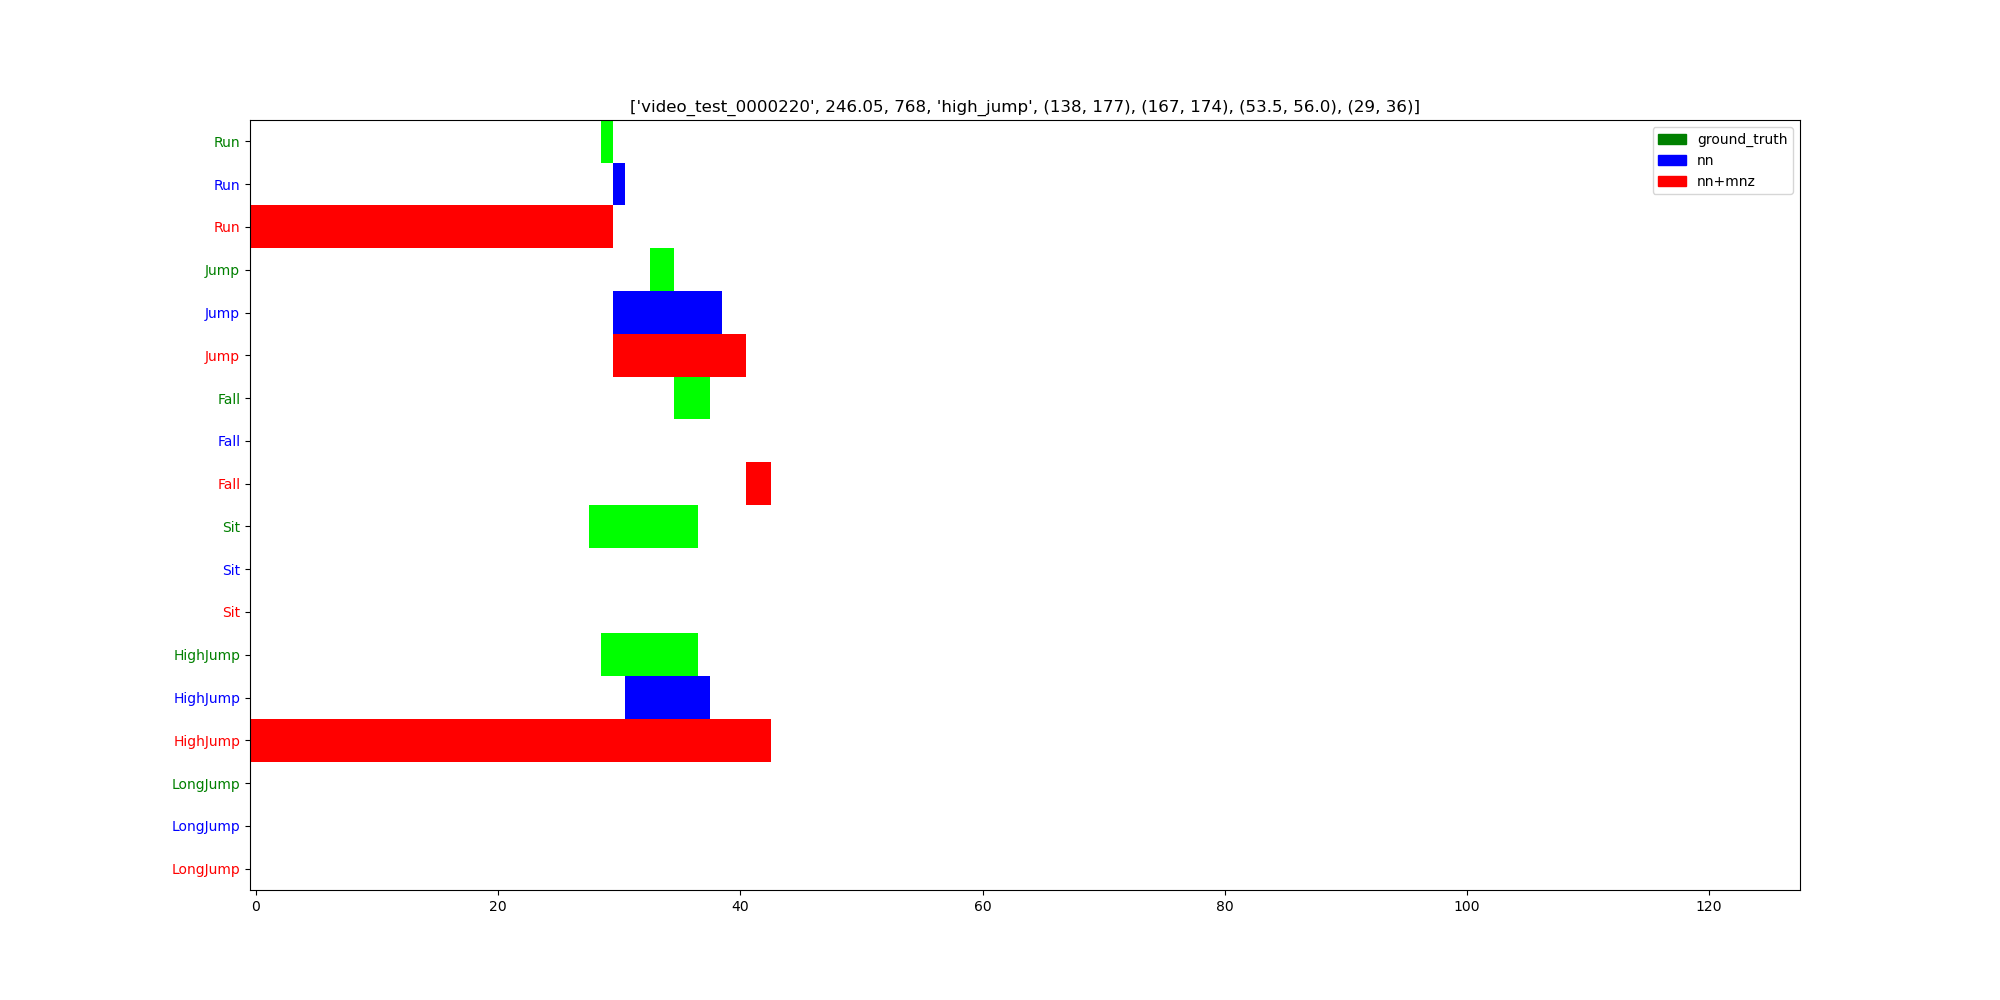 ['video_test_0000220', 246.05, 768, 'high_jump', (138, 177), (167, 174), (53.5, 56.0), (29, 36)]
ground_truth
nn
nn+mnz
Run
Run
Run
Jump
Jump
Jump
Fall
Fall
Fall
Sit
Sit
Sit
HighJump
HighJump
HighJump
LongJump
LongJump
LongJump
0 20 40 60 80 100 120